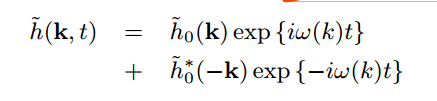 h̃(𝐤, t) = h̃₀(𝐤) exp {iω(k)t}
+ h̃₀*(−𝐤) exp {−iω(k)t}